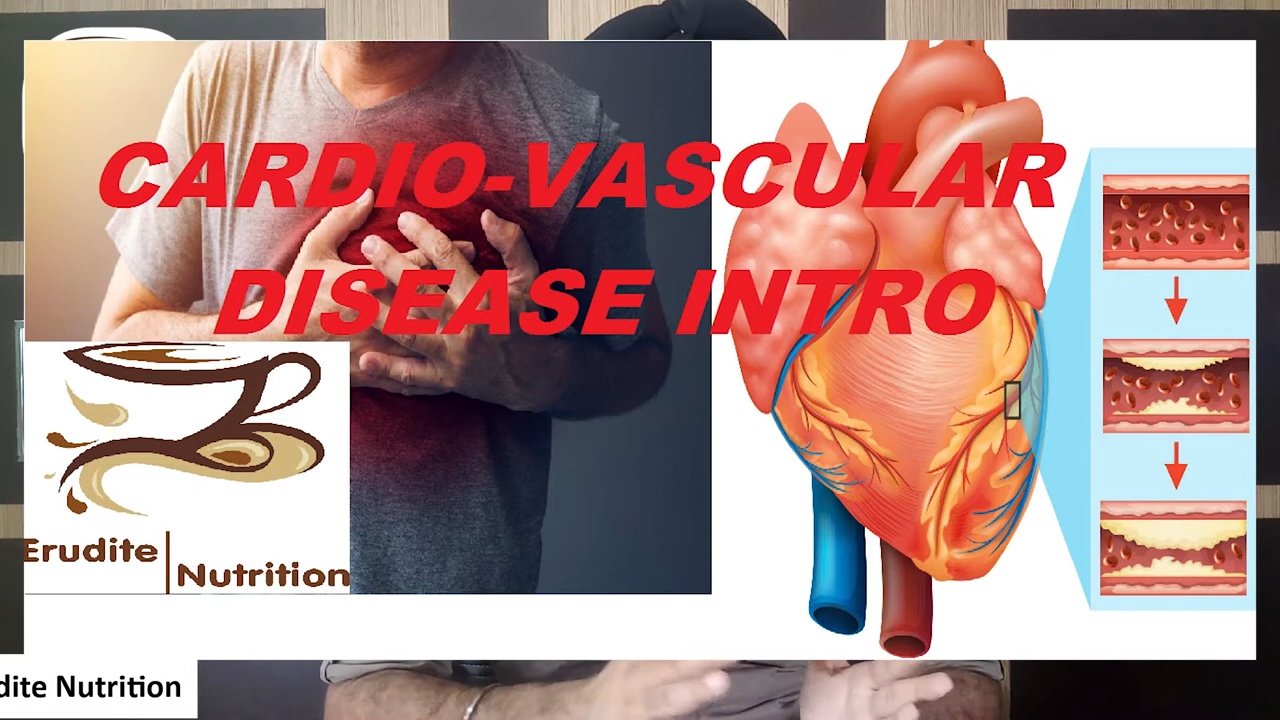 CARDIO-VASCULAR
DISEASE INTRO
Erudite
Nutrition
dite Nutrition